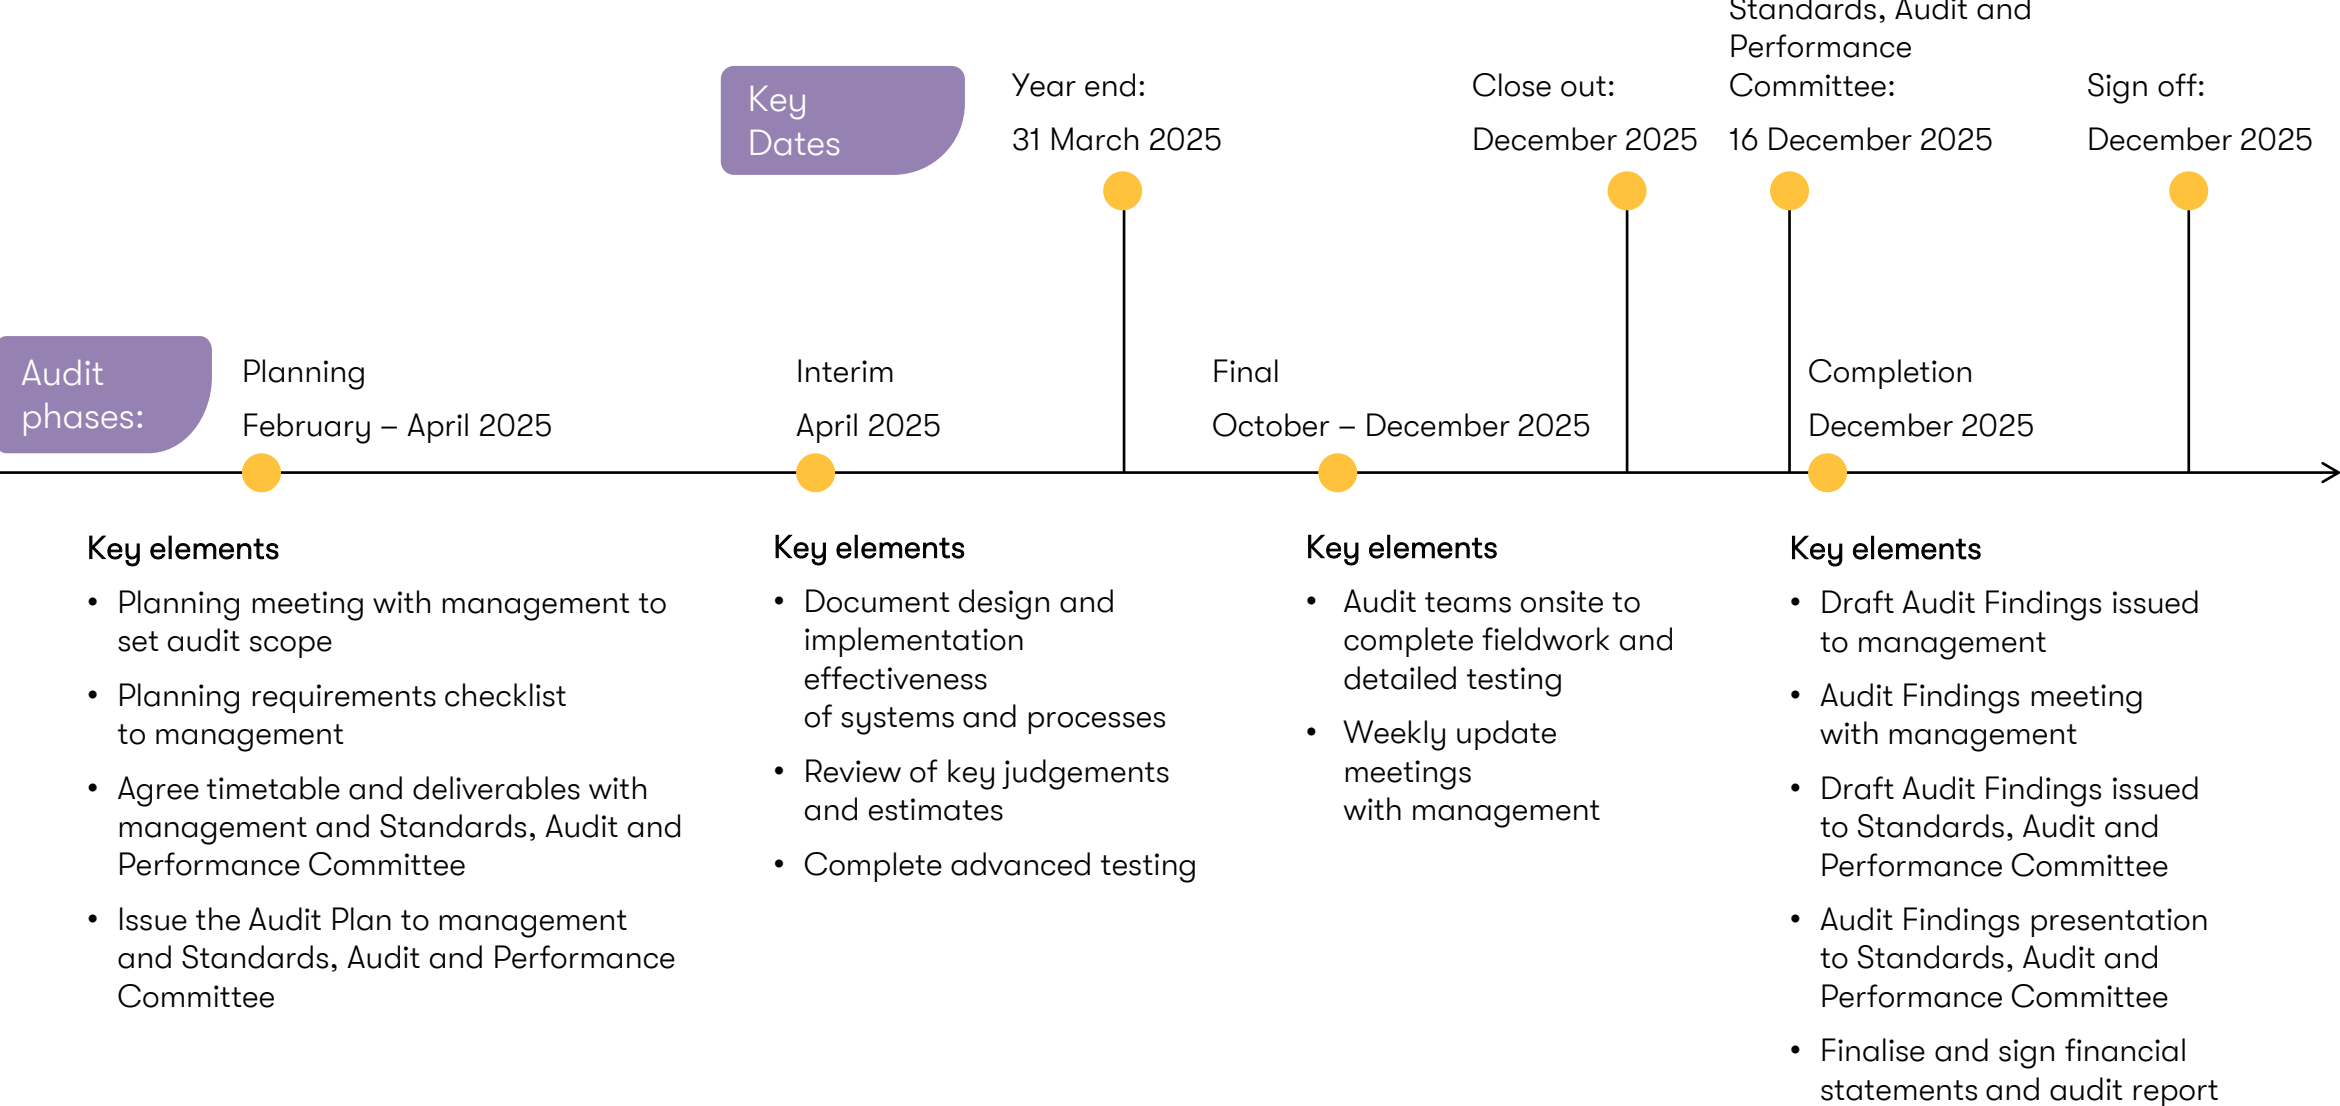 Key
Dates
Year end:
31 March 2025
Close out:
December 2025
Standards, Audit and
Performance
Committee:
16 December 2025
Sign off:
December 2025
Audit
phases:
Planning
February – April 2025
Interim
April 2025
Final
October – December 2025
Completion
December 2025
Key elements
• Planning meeting with management to
set audit scope
• Planning requirements checklist
to management
• Agree timetable and deliverables with
management and Standards, Audit and
Performance Committee
• Issue the Audit Plan to management
and Standards, Audit and Performance
Committee
Key elements
• Document design and
implementation
effectiveness
of systems and processes
• Review of key judgements
and estimates
• Complete advanced testing
Key elements
• Audit teams onsite to
complete fieldwork and
detailed testing
• Weekly update
meetings
with management
Key elements
• Draft Audit Findings issued
to management
• Audit Findings meeting
with management
• Draft Audit Findings issued
to Standards, Audit and
Performance Committee
• Audit Findings presentation
to Standards, Audit and
Performance Committee
• Finalise and sign financial
statements and audit report